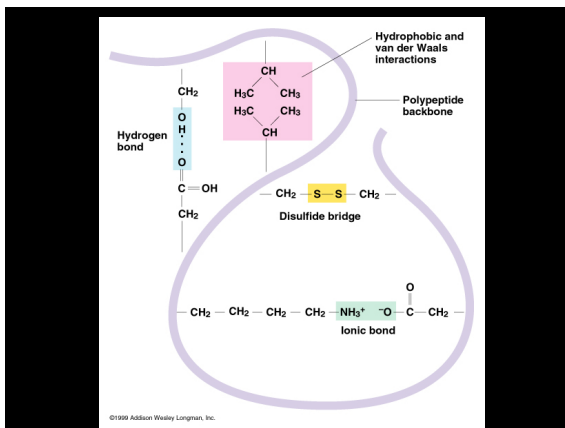 Hydrophobic and
van der Waals
interactions
CH
H₃C CH₃
H₃C CH₃
CH
CH₂
O
H
O
C OH
CH₂
Hydrogen
bond
Polypeptide
backbone
CH₂ S S CH₂
Disulfide bridge
O
CH₂ CH₂ CH₂ CH₂ NH₃⁺ ⁻O C CH₂
Ionic bond
©1999 Addison Wesley Longman, Inc.